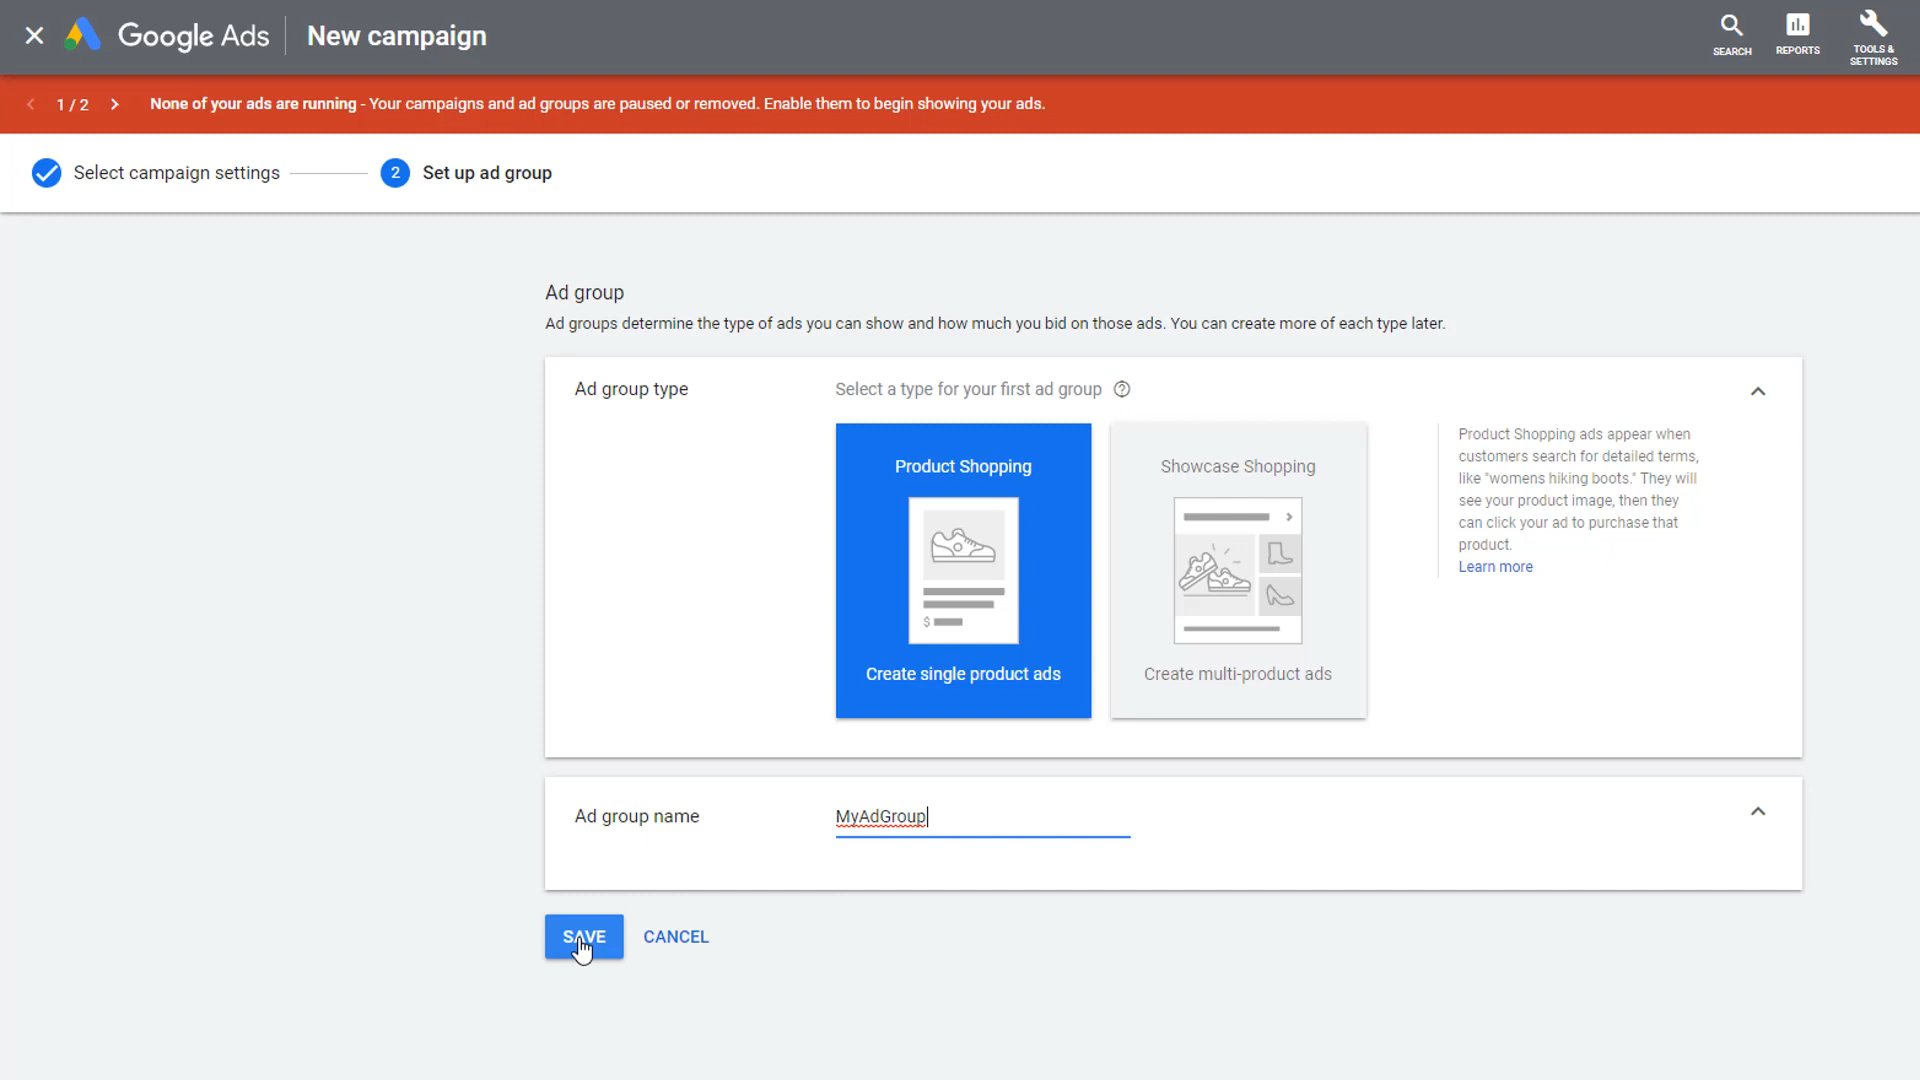 Google Ads
New campaign
SEARCH
REPORTS
TOOLS &
SETTINGS
1 / 2
None of your ads are running - Your campaigns and ad groups are paused or removed. Enable them to begin showing your ads.
Select campaign settings
2
Set up ad group
Ad group
Ad groups determine the type of ads you can show and how much you bid on those ads. You can create more of each type later.
Ad group type
Select a type for your first ad group
?
Product Shopping
$
Create single product ads
Showcase Shopping
Create multi-product ads
Product Shopping ads appear when
customers search for detailed terms,
like "womens hiking boots." They will
see your product image, then they
can click your ad to purchase that
product.
Learn more
Ad group name
MyAdGroup
SAVE
CANCEL